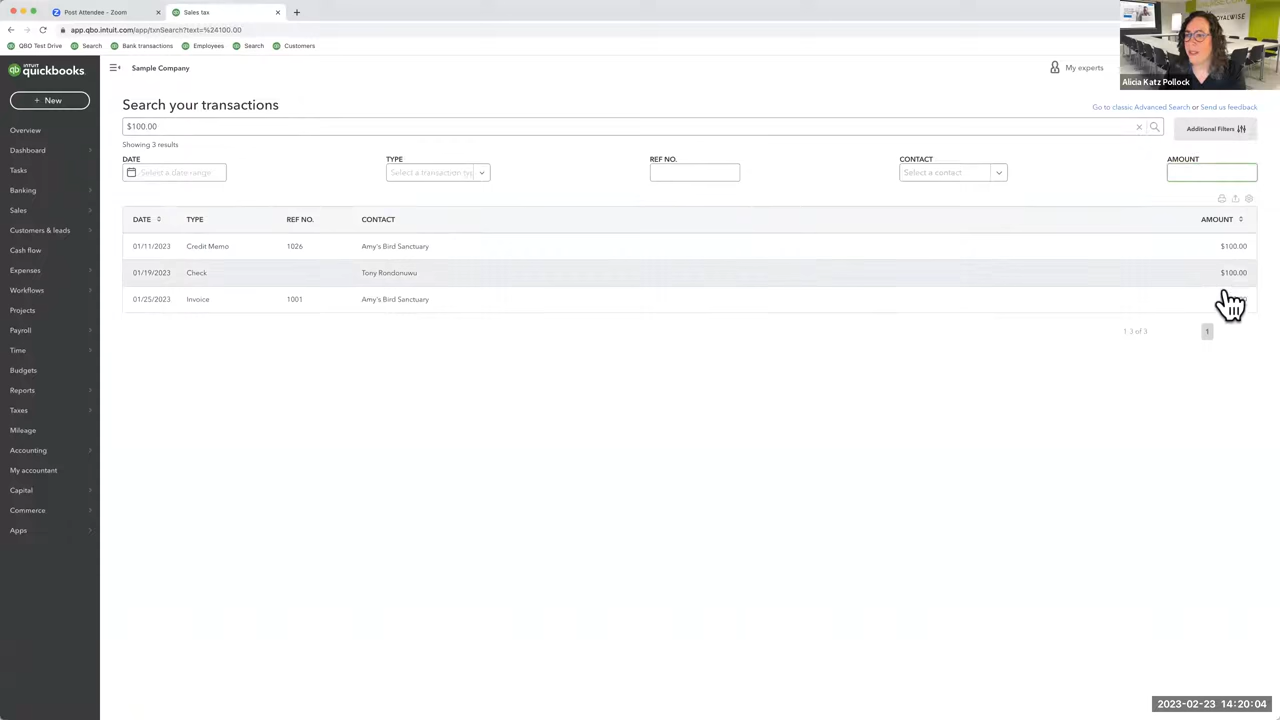 Post Attendee – Zoom
Sales tax
app.qbo.intuit.com/app/txnSearch?text=%24100.00
QBO Test Drive
Search
Bank transactions
Employees
Search
Customers
intuit
quickbooks.
Sample Company
My experts
ROYALWISE
Alicia Katz Pollock
+ New
Overview
Dashboard
Tasks
Banking
Sales
Customers & leads
Cash flow
Expenses
Workflows
Projects
Payroll
Time
Budgets
Reports
Taxes
Mileage
Accounting
My accountant
Capital
Commerce
Apps
Search your transactions
Go to classic Advanced Search or Send us feedback
$100.00
Additional Filters
Showing 3 results
DATE TYPE REF NO. CONTACT AMOUNT
Select a date range Select a transaction typ Select a contact
DATE TYPE REF NO. CONTACT AMOUNT
01/11/2023 Credit Memo 1026 Amy's Bird Sanctuary $100.00
01/19/2023 Check Tony Rondonuwu $100.00
01/25/2023 Invoice 1001 Amy's Bird Sanctuary
1-3 of 3 1
2023-02-23 14:20:04